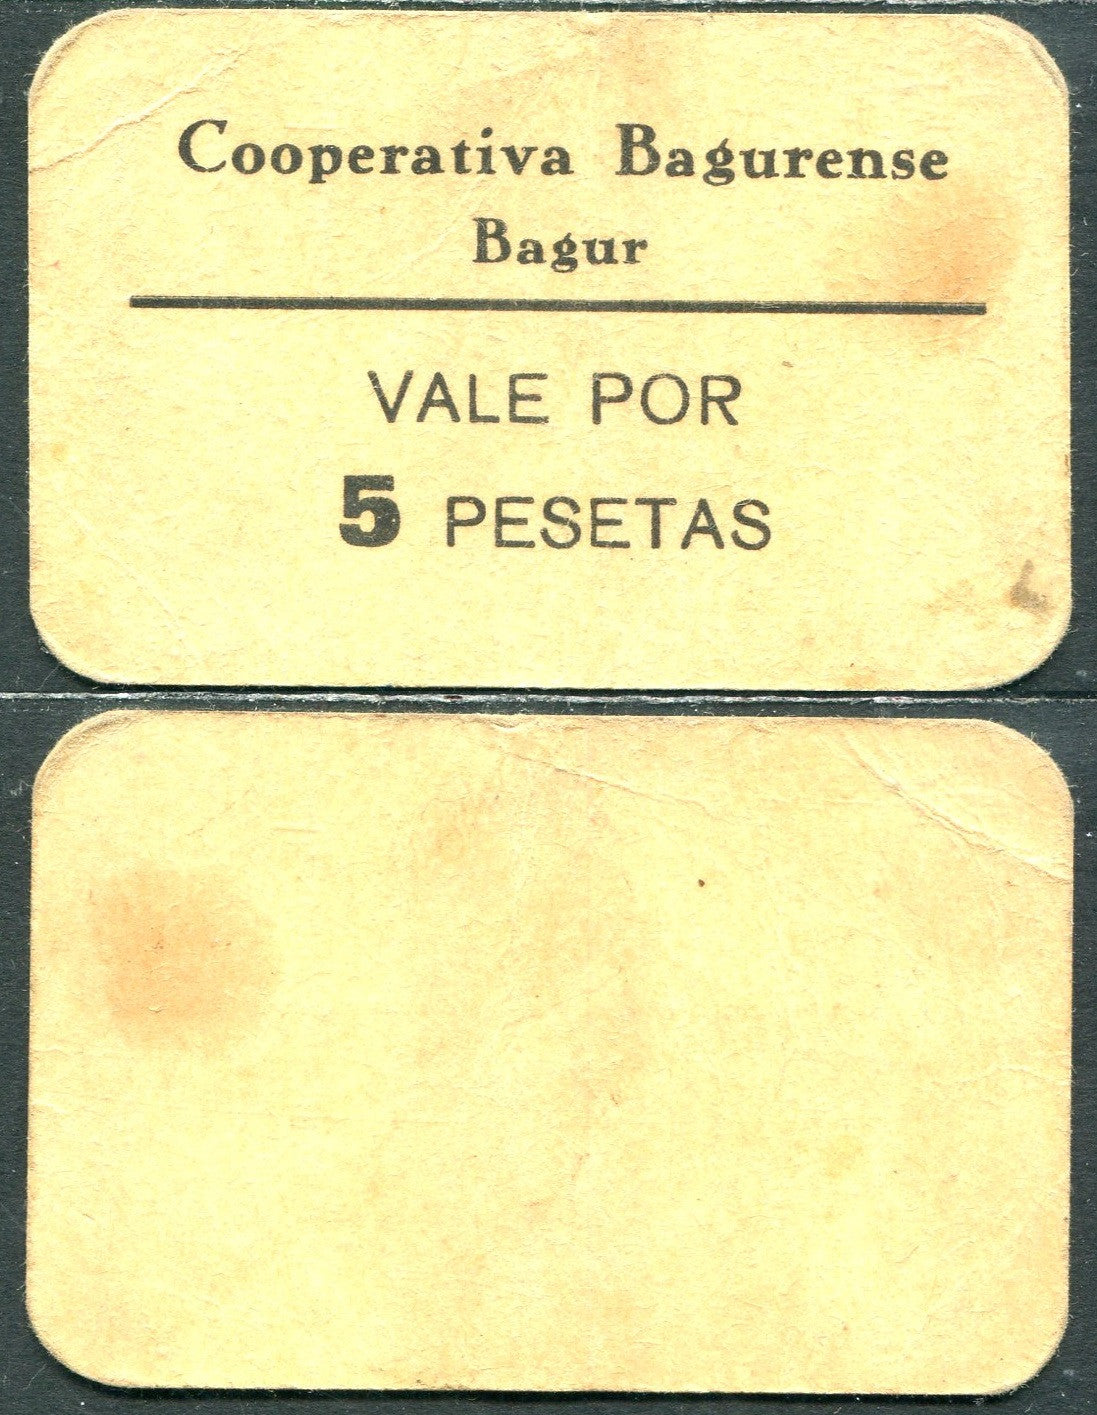 Cooperativa Bagurense
Bagur
VALE POR
5 PESETAS